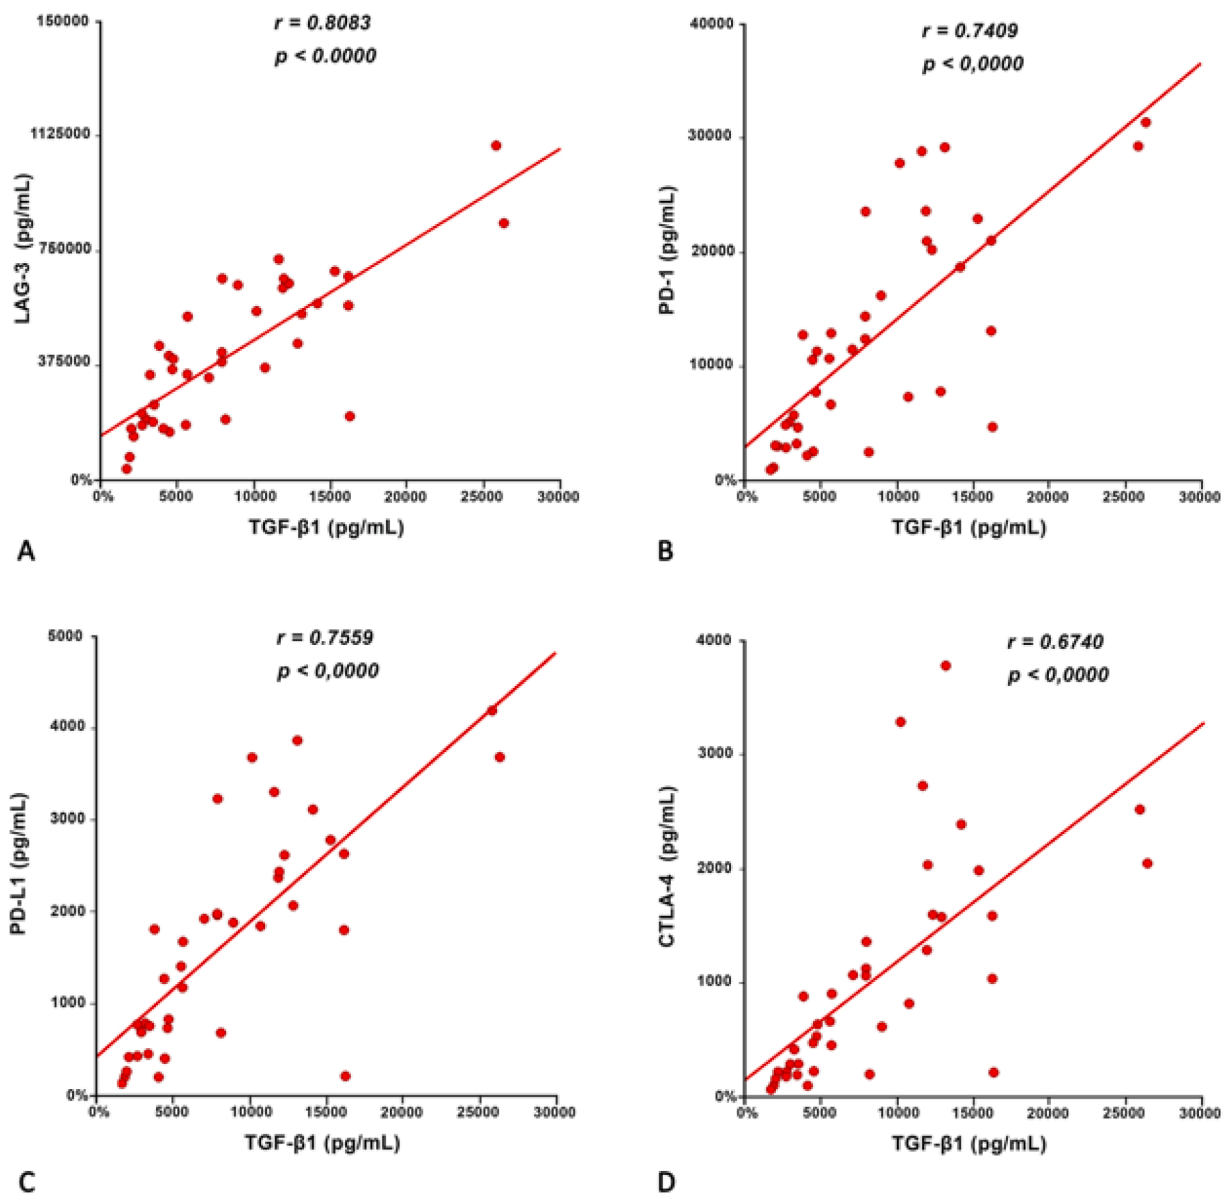 r = 0.8083
p < 0.0000
150000
1125000
750000
375000
0%
LAG-3 (pg/mL)
0% 5000 10000 15000 20000 25000 30000
TGF-β1 (pg/mL)
A
r = 0.7409
p < 0,0000
40000
30000
20000
10000
0%
PD-1 (pg/mL)
0% 5000 10000 15000 20000 25000 30000
TGF-β1 (pg/mL)
B
r = 0.7559
p < 0,0000
5000
4000
3000
2000
1000
0%
PD-L1 (pg/mL)
0% 5000 10000 15000 20000 25000 30000
TGF-β1 (pg/mL)
C
r = 0.6740
p < 0,0000
4000
3000
2000
1000
0%
CTLA-4 (pg/mL)
0% 5000 10000 15000 20000 25000 30000
TGF-β1 (pg/mL)
D